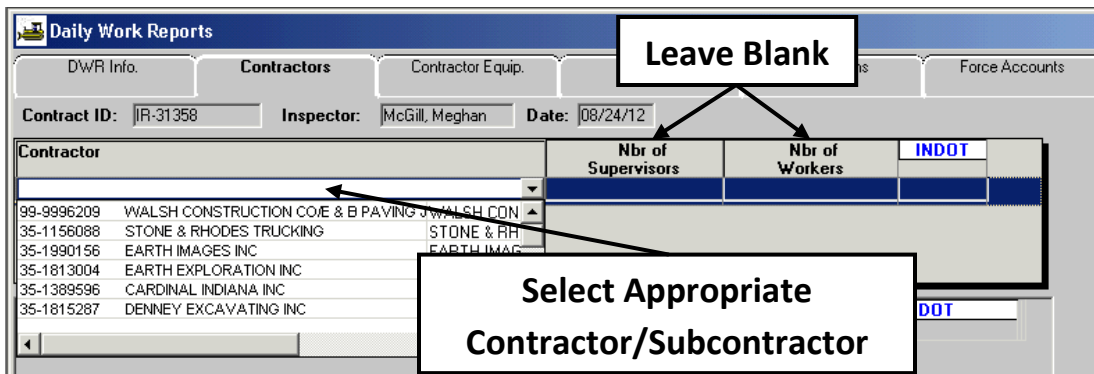 Daily Work Reports
DWR Info.
Contractors
Contractor Equip.
Force Accounts
Leave Blank
Contract ID: IR-31358 Inspector: McGill, Meghan Date: 08/24/12
Contractor
Nbr of
Supervisors
Nbr of
Workers
INDOT
99-9996209 WALSH CONSTRUCTION CO/E & B PAVING J WALSH CON
35-1156088 STONE & RHODES TRUCKING STONE & RH
35-1990156 EARTH IMAGES INC EARTH IMAG
35-1813004 EARTH EXPLORATION INC
35-1389596 CARDINAL INDIANA INC
35-1815287 DENNEY EXCAVATING INC
Select Appropriate
Contractor/Subcontractor